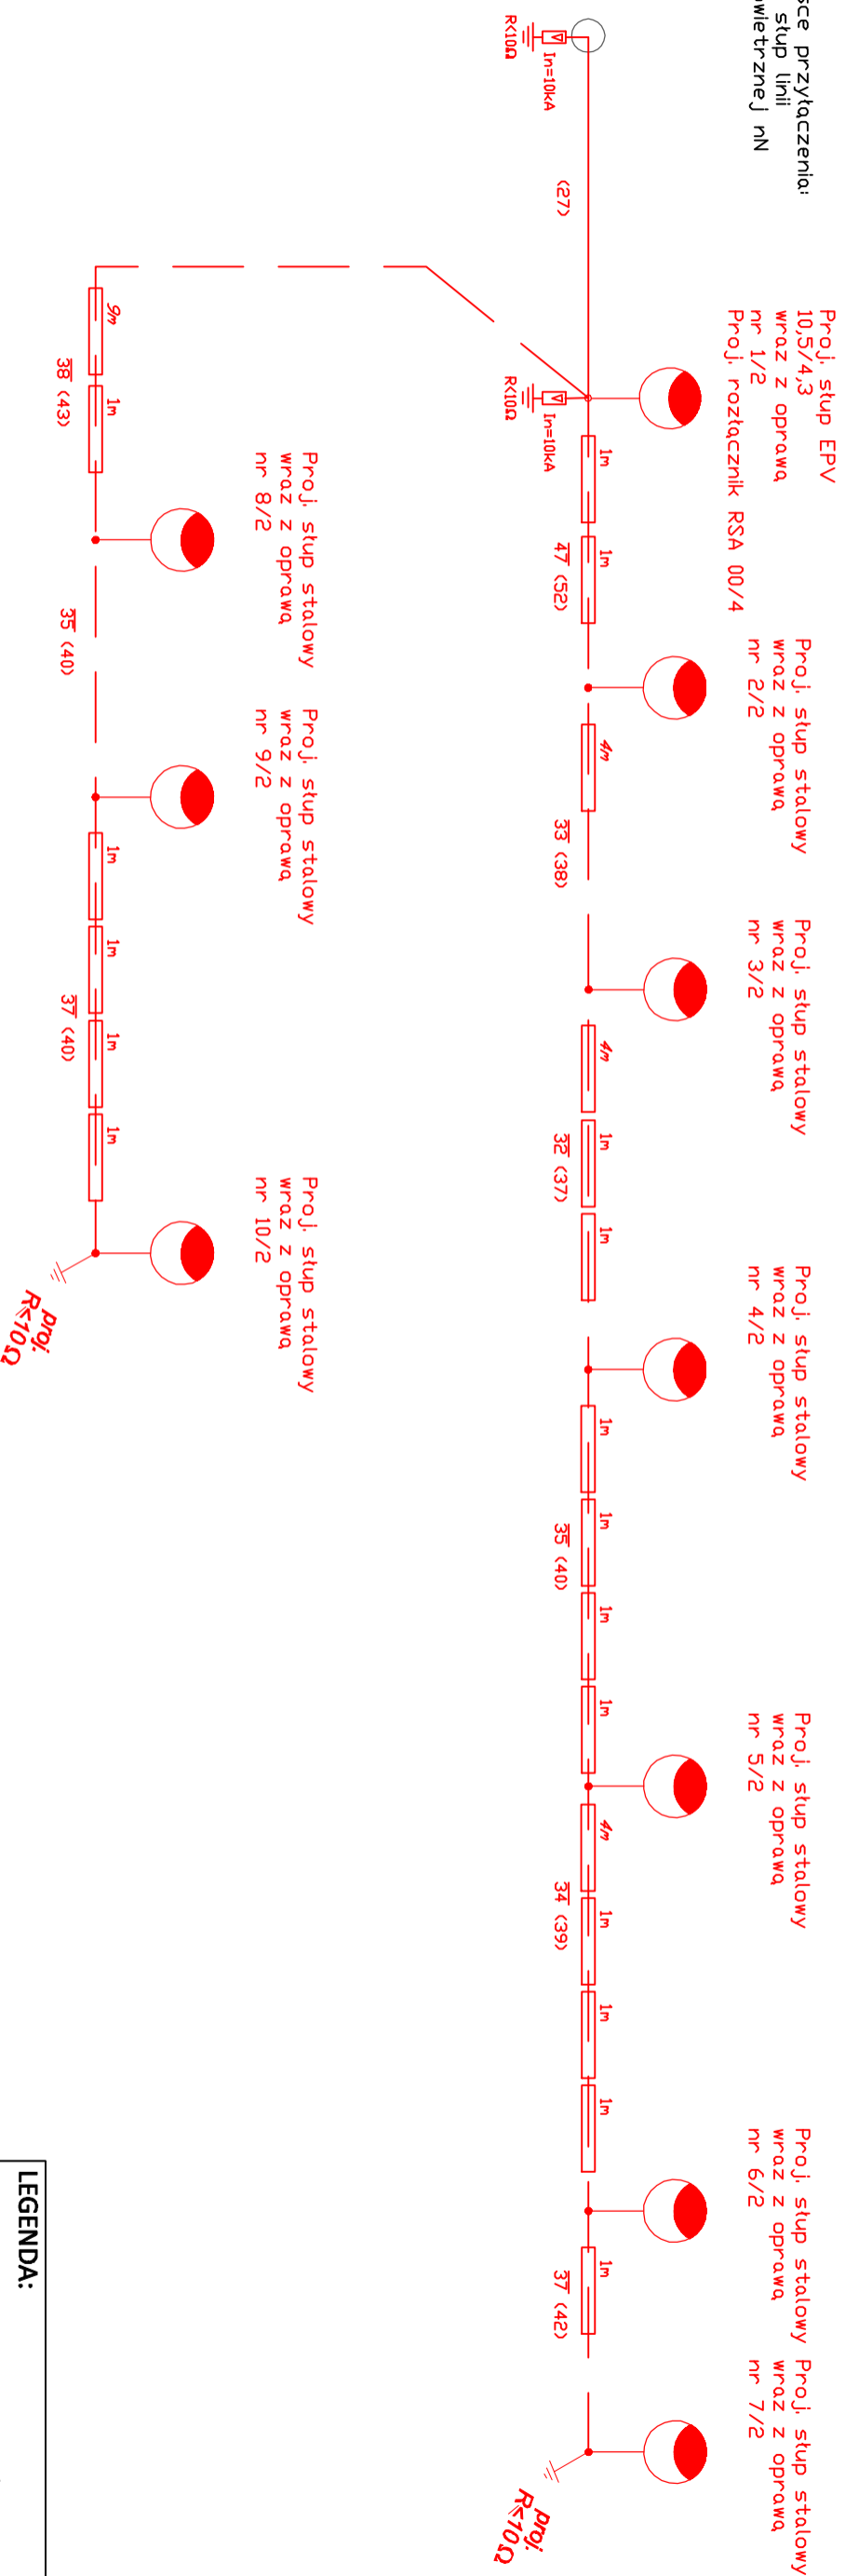 sce przyłączenia:
słup linii
wietrznej nN
R<10Ω
In=10kA
(27)
Proj. słup EPV
10,5/4,3
wraz z oprawą
nr 1/2
Proj. rozłącznik RSA 00/4
R<10Ω
In=10kA
1m
1m
47 (52)
Proj. słup stalowy
wraz z oprawą
nr 2/2
4m
33 (38)
Proj. słup stalowy
wraz z oprawą
nr 3/2
4m
1m
1m
32 (37)
Proj. słup stalowy
wraz z oprawą
nr 4/2
1m
1m
1m
1m
35 (40)
Proj. słup stalowy
wraz z oprawą
nr 5/2
4m
1m
1m
1m
34 (39)
Proj. słup stalowy
wraz z oprawą
nr 6/2
1m
37 (42)
Proj. słup stalowy
wraz z oprawą
nr 7/2
proj.
R<10Ω
9m
1m
38 (43)
Proj. słup stalowy
wraz z oprawą
nr 8/2
35 (40)
Proj. słup stalowy
wraz z oprawą
nr 9/2
1m
1m
1m
1m
37 (40)
Proj. słup stalowy
wraz z oprawą
nr 10/2
proj.
R<10Ω
LEGENDA: